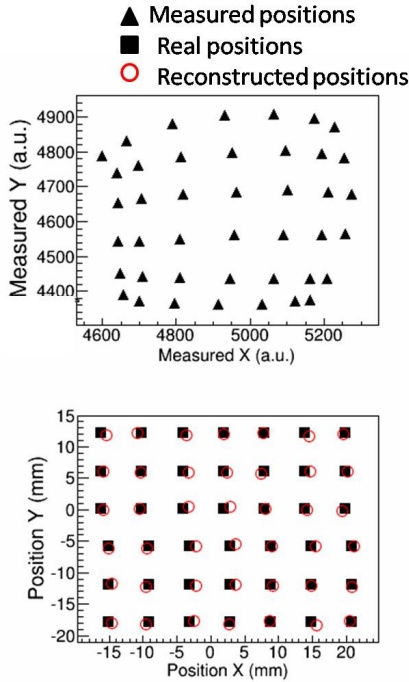 Measured positions
Real positions
Reconstructed positions
Measured Y (a.u.)
4900
4800
4700
4600
4500
4400
4600 4800 5000 5200
Measured X (a.u.)
Position Y (mm)
15
10
5
0
-5
-10
-15
-20
-15 -10 -5 0 5 10 15 20
Position X (mm)